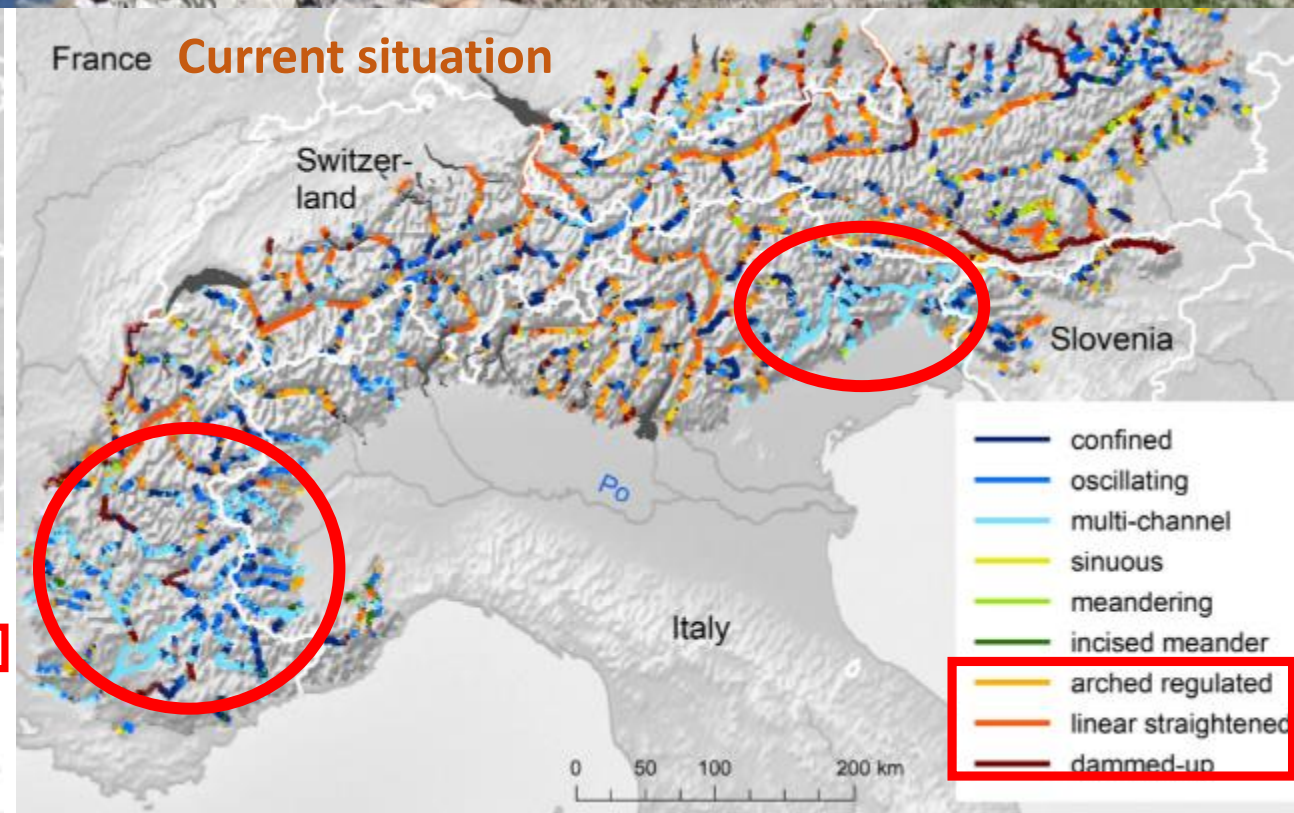 France
Current situation
Switzer-
land
Slovenia
Po
Italy
0 50 100 200 km
confined
oscillating
multi-channel
sinuous
meandering
incised meander
arched regulated
linear straightened
dammed-up